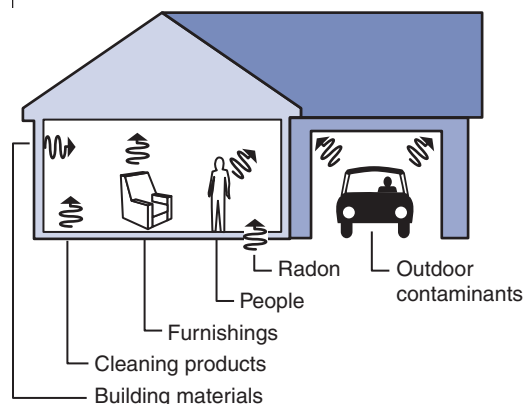 Radon
Outdoor
contaminants
People
Furnishings
Cleaning products
Building materials